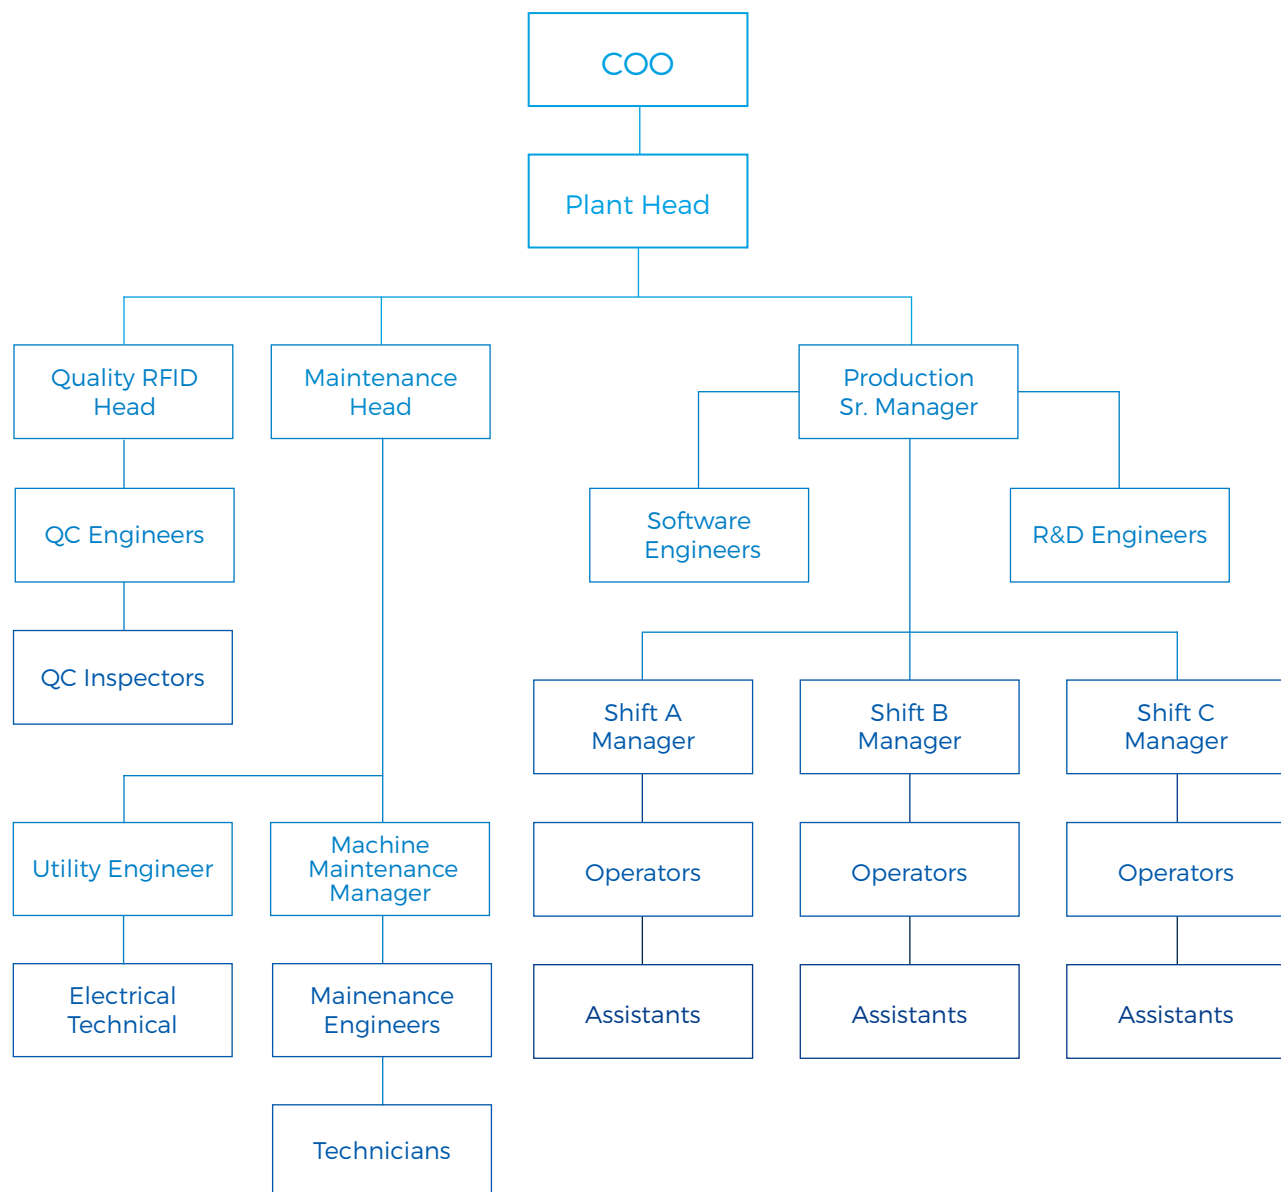 COO
Plant Head
Quality RFID
Head
Maintenance
Head
Production
Sr. Manager
QC Engineers
Software
Engineers
R&D Engineers
QC Inspectors
Shift A
Manager
Shift B
Manager
Shift C
Manager
Utility Engineer
Machine
Maintenance
Manager
Operators
Operators
Operators
Electrical
Technical
Mainenance
Engineers
Assistants
Assistants
Assistants
Technicians